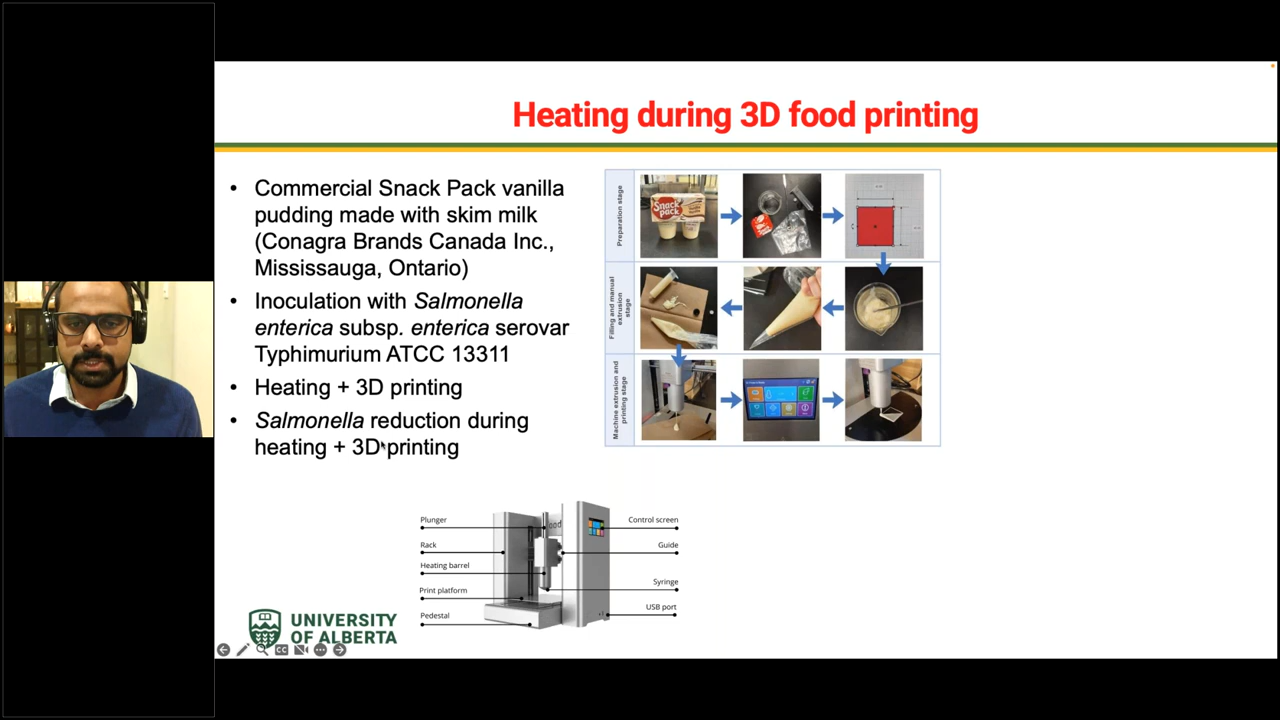 Heating during 3D food printing
• Commercial Snack Pack vanilla
pudding made with skim milk
(Conagra Brands Canada Inc.,
Mississauga, Ontario)
• Inoculation with Salmonella
enterica subsp. enterica serovar
Typhimurium ATCC 13311
• Heating + 3D printing
• Salmonella reduction during
heating + 3D printing
Preparation stage
Snack
pack
Filling and manual
extrusion
stage
Machine extrusion and
printing stage
Plunger
Rack
Heating barrel
Print platform
Pedestal
Control screen
Guide
Syringe
USB port
UNIVERSITY
OF ALBERTA
CC